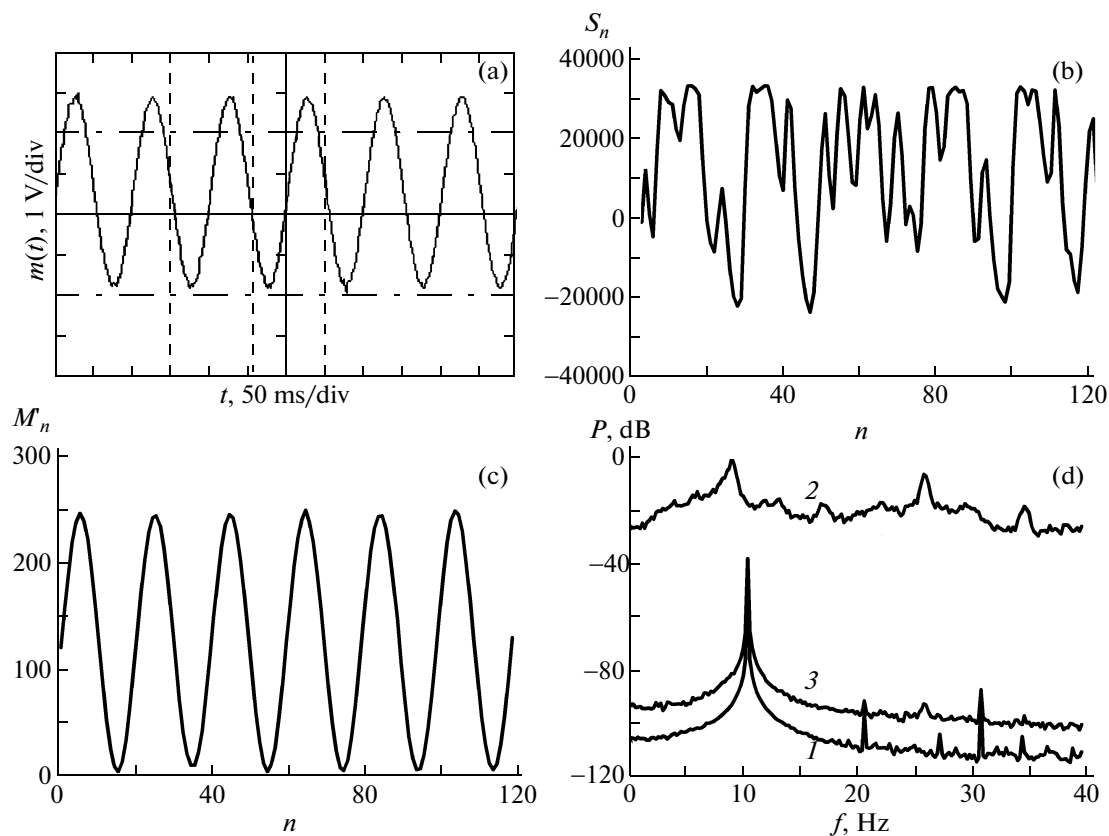 (a)
m(t), 1 V/div
t, 50 ms/div
S_n
(b)
40000
20000
0
−20000
−40000
0 40 80 120
n
M'_n
(c)
300
200
100
0
0 40 80 120
n
P, dB
(d)
0
−40
−80
−120
2
3
1
0 10 20 30 40
f, Hz